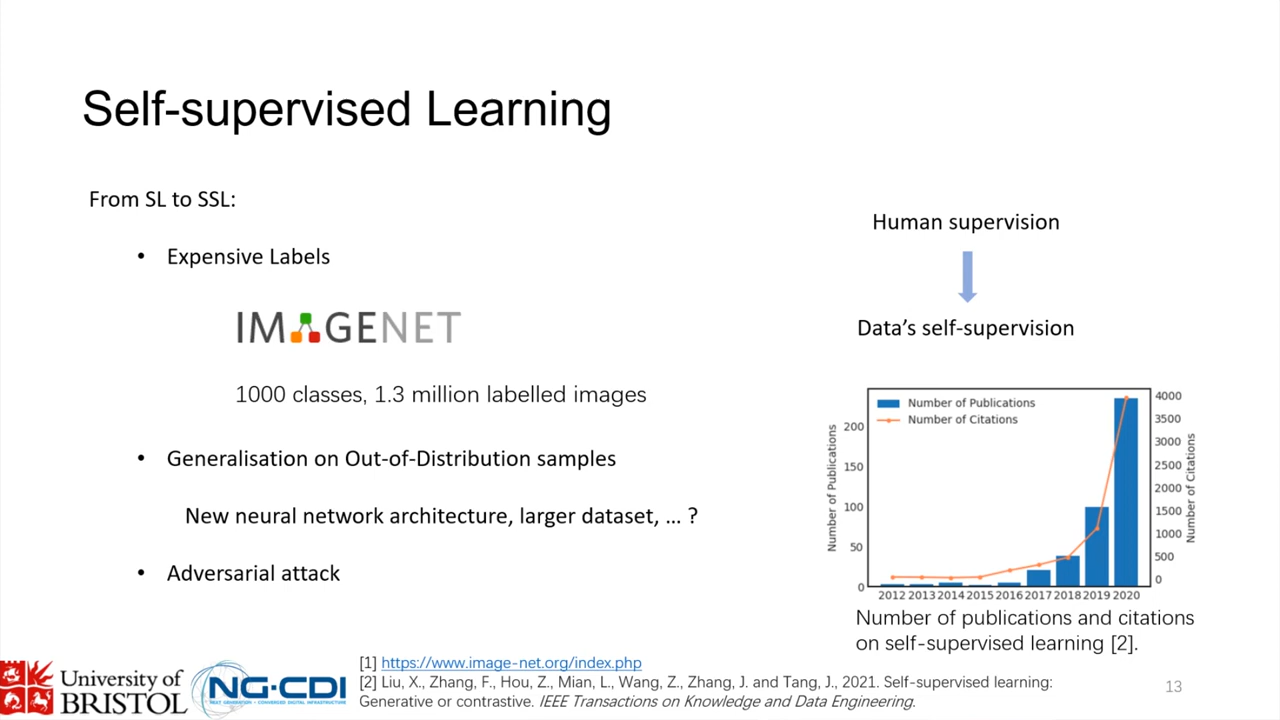 Self-supervised Learning
From SL to SSL:
• Expensive Labels
IMAGENET
1000 classes, 1.3 million labelled images
• Generalisation on Out-of-Distribution samples
New neural network architecture, larger dataset, ... ?
• Adversarial attack
Human supervision
Data's self-supervision
Number of Publications
Number of Citations
Number of Publications
200
150
100
50
0
4000
3500
3000
2500
2000
1500
1000
500
0
Number of Citations
2012 2013 2014 2015 2016 2017 2018 2019 2020
Number of publications and citations
on self-supervised learning [2].
University of
BRISTOL
NG-CDI
NEXT GENERATION - CONVERGED DIGITAL INFRASTRUCTURE
[1] https://www.image-net.org/index.php
[2] Liu, X., Zhang, F., Hou, Z., Mian, L., Wang, Z., Zhang, J. and Tang, J., 2021. Self-supervised learning:
Generative or contrastive. IEEE Transactions on Knowledge and Data Engineering.
13